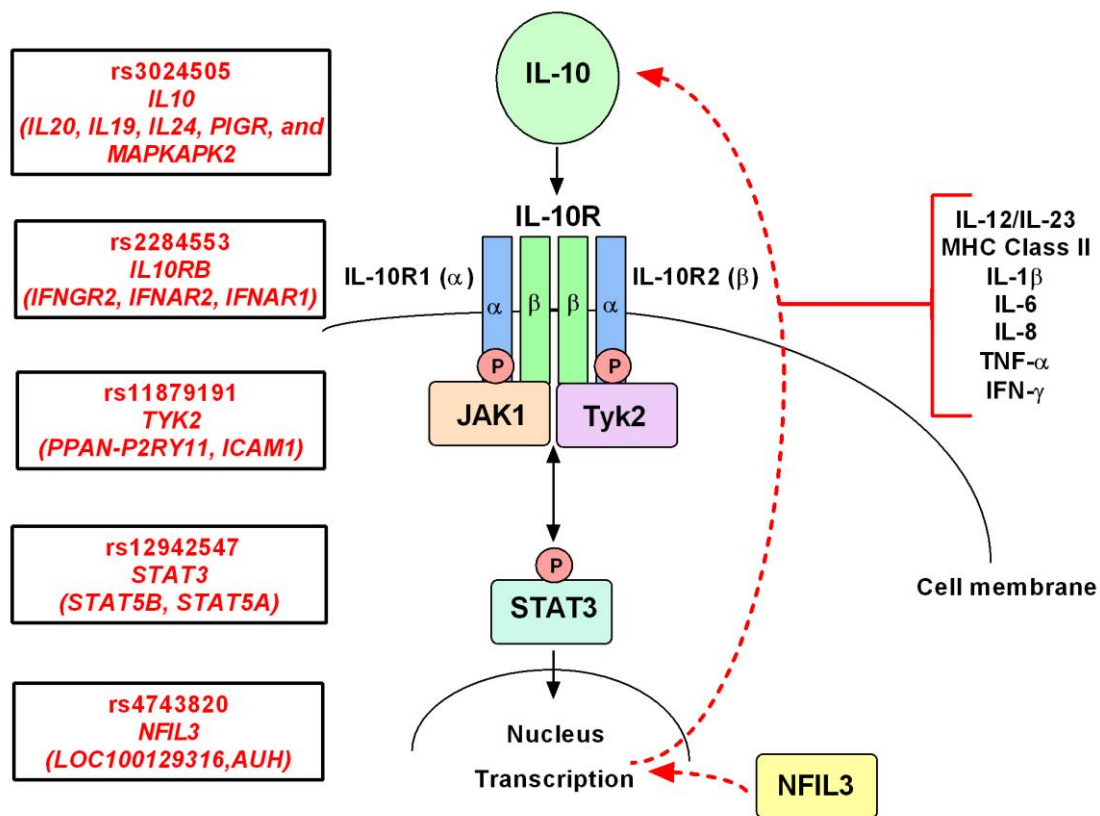 rs3024505
IL10
(IL20, IL19, IL24, PIGR, and
MAPKAPK2
rs2284553
IL10RB
(IFNGR2, IFNAR2, IFNAR1)
rs11879191
TYK2
(PPAN-P2RY11, ICAM1)
rs12942547
STAT3
(STAT5B, STAT5A)
rs4743820
NFIL3
(LOC100129316,AUH)
IL-10
IL-10R
IL-10R1 (α)
IL-10R2 (β)
α
β
β
α
P
P
JAK1
Tyk2
P
STAT3
Nucleus
Transcription
NFIL3
IL-12/IL-23
MHC Class II
IL-1β
IL-6
IL-8
TNF-α
IFN-γ
Cell membrane